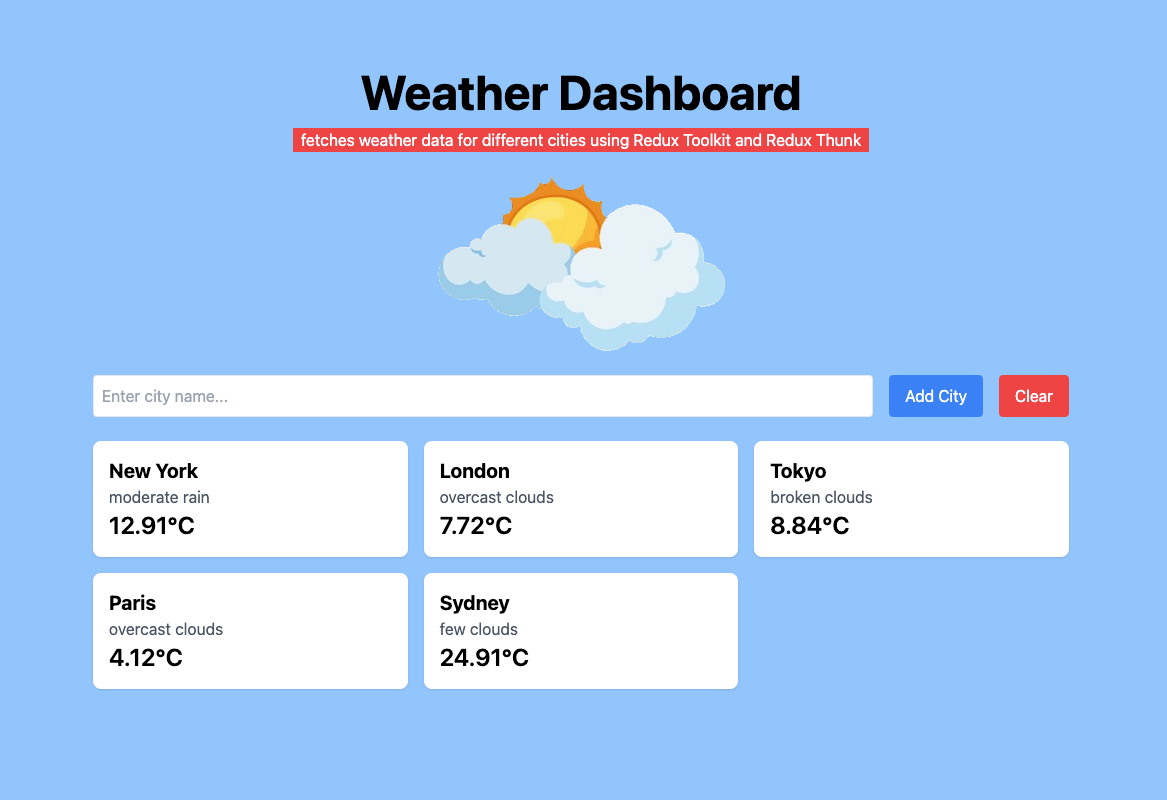 Weather Dashboard
fetches weather data for different cities using Redux Toolkit and Redux Thunk
Enter city name...
Add City
Clear
New York
moderate rain
12.91°C
London
overcast clouds
7.72°C
Tokyo
broken clouds
8.84°C
Paris
overcast clouds
4.12°C
Sydney
few clouds
24.91°C